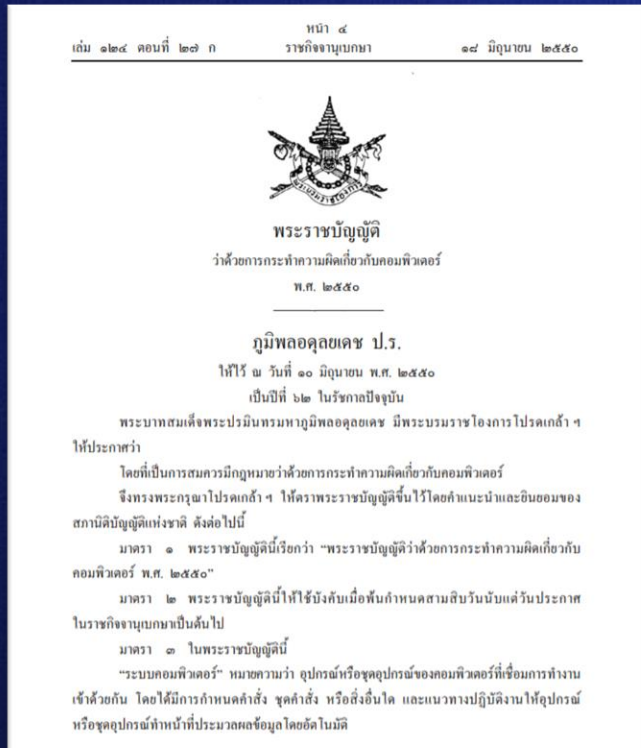 หน้า ๔
เล่ม ๑๒๔ ตอนที่ ๒๗ ก ราชกิจจานุเบกษา ๑๘ มิถุนายน ๒๕๕๐
พระบรมราชโองการ
พระราชบัญญัติ
ว่าด้วยการกระทำความผิดเกี่ยวกับคอมพิวเตอร์
พ.ศ. ๒๕๕๐
ภูมิพลอดุลยเดช ป.ร.
ให้ไว้ ณ วันที่ ๑๐ มิถุนายน พ.ศ. ๒๕๕๐
เป็นปีที่ ๖๒ ในรัชกาลปัจจุบัน
พระบาทสมเด็จพระปรมินทรมหาภูมิพลอดุลยเดช มีพระบรมราชโองการโปรดเกล้า ฯ
ให้ประกาศว่า
โดยที่เป็นการสมควรมีกฎหมายว่าด้วยการกระทำความผิดเกี่ยวกับคอมพิวเตอร์
จึงทรงพระกรุณาโปรดเกล้า ฯ ให้ตราพระราชบัญญัติขึ้นไว้โดยคำแนะนำและยินยอมของ
สภานิติบัญญัติแห่งชาติ ดังต่อไปนี้
มาตรา ๑ พระราชบัญญัตินี้เรียกว่า “พระราชบัญญัติว่าด้วยการกระทำความผิดเกี่ยวกับ
คอมพิวเตอร์ พ.ศ. ๒๕๕๐”
มาตรา ๒ พระราชบัญญัตินี้ให้ใช้บังคับเมื่อพ้นกำหนดสามสิบวันนับแต่วันประกาศ
ในราชกิจจานุเบกษาเป็นต้นไป
มาตรา ๓ ในพระราชบัญญัตินี้
“ระบบคอมพิวเตอร์” หมายความว่า อุปกรณ์หรือชุดอุปกรณ์ของคอมพิวเตอร์ที่เชื่อมการทำงาน
เข้าด้วยกัน โดยได้มีการกำหนดคำสั่ง ชุดคำสั่ง หรือสิ่งอื่นใด และแนวทางปฏิบัติงานให้อุปกรณ์
หรือชุดอุปกรณ์ทำหน้าที่ประมวลผลข้อมูลโดยอัตโนมัติ